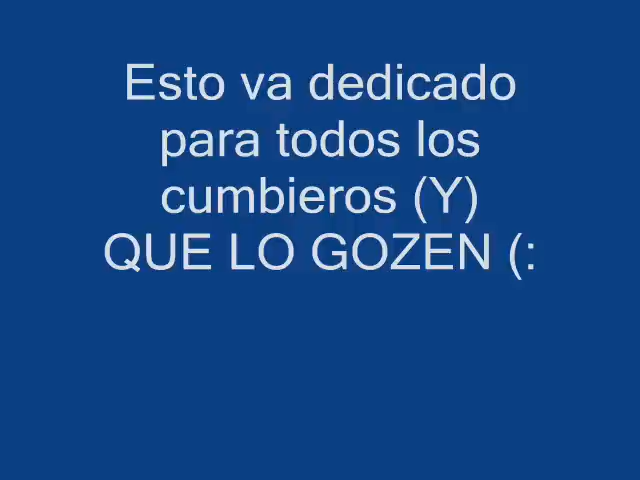 Esto va dedicado
para todos los
cumbieros (Y)
QUE LO GOZEN (: